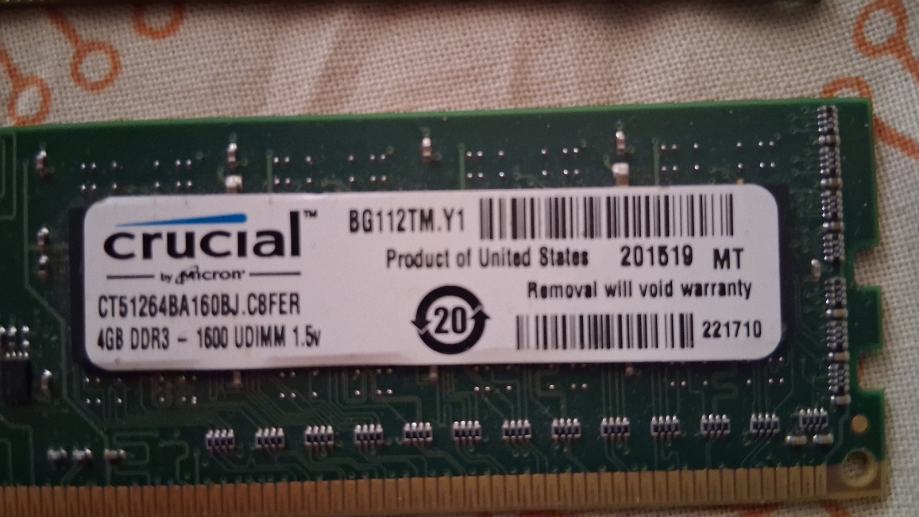 crucial™
by Micron®
CT51264BA160BJ.C8FER
4GB DDR3 - 1600 UDIMM 1.5v
BG112TM.Y1
Product of United States 201519 MT
Removal will void warranty
20
221710